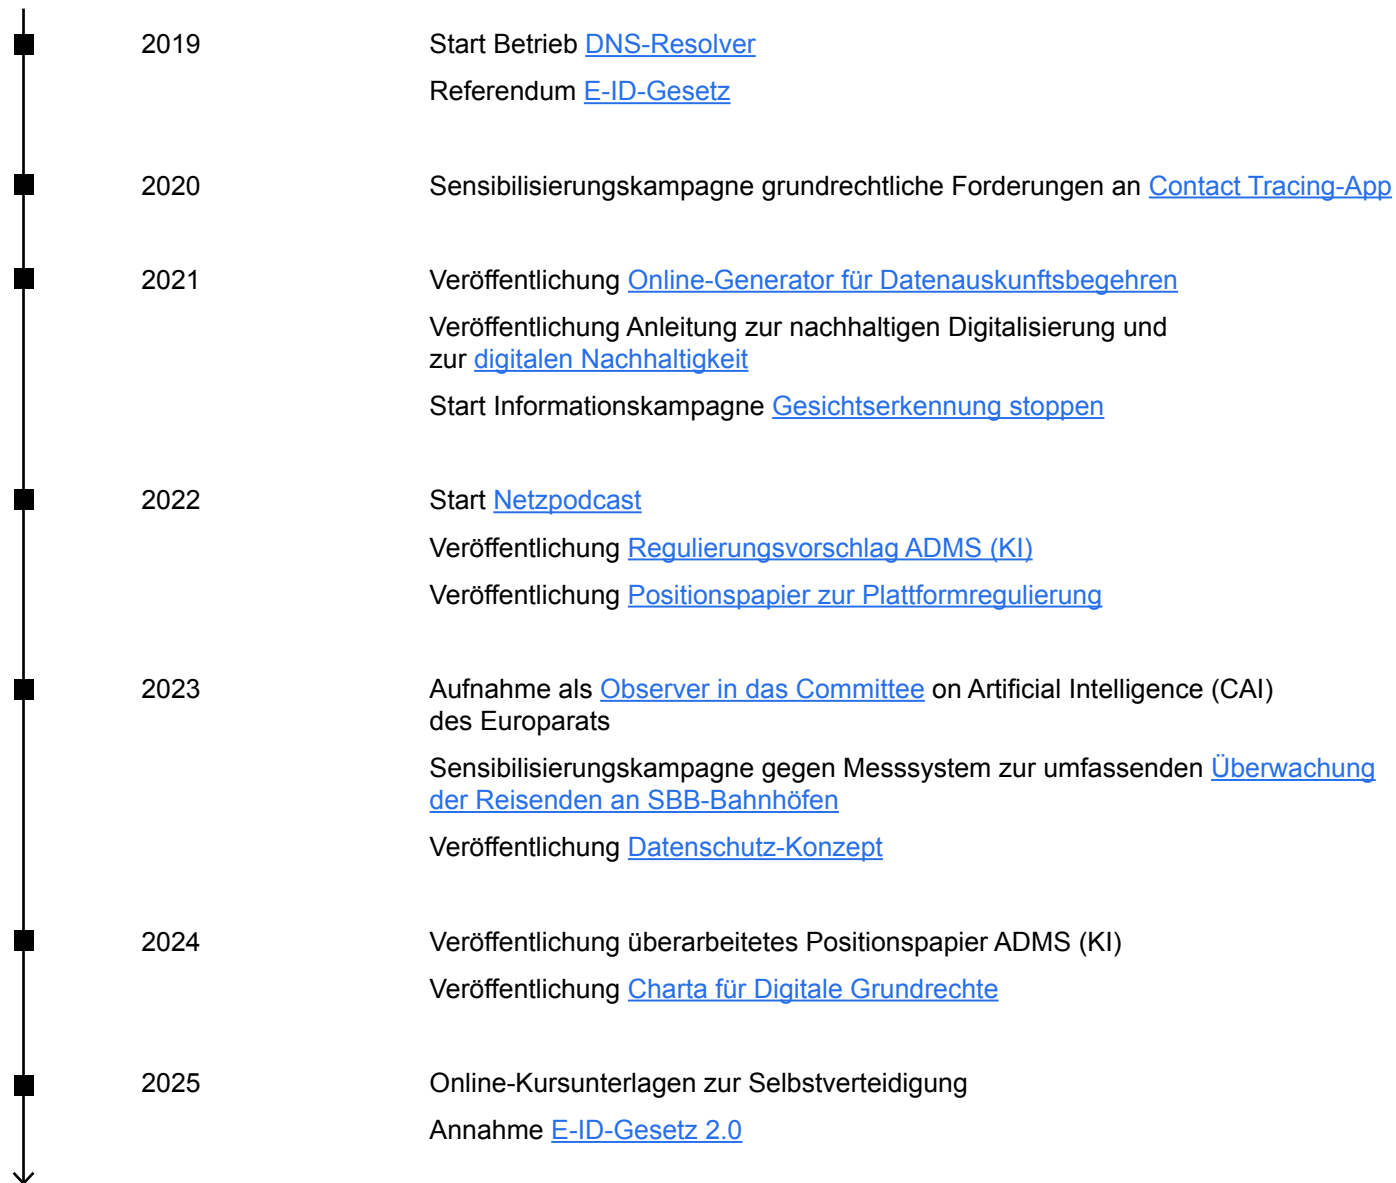 2019 Start Betrieb DNS-Resolver
Referendum E-ID-Gesetz
2020 Sensibilisierungskampagne grundrechtliche Forderungen an Contact Tracing-App
2021 Veröffentlichung Online-Generator für Datenauskunftsbegehren
Veröffentlichung Anleitung zur nachhaltigen Digitalisierung und
zur digitalen Nachhaltigkeit
Start Informationskampagne Gesichtserkennung stoppen
2022 Start Netzpodcast
Veröffentlichung Regulierungsvorschlag ADMS (KI)
Veröffentlichung Positionspapier zur Plattformregulierung
2023 Aufnahme als Observer in das Committee on Artificial Intelligence (CAI)
des Europarats
Sensibilisierungskampagne gegen Messsystem zur umfassenden Überwachung
der Reisenden an SBB-Bahnhöfen
Veröffentlichung Datenschutz-Konzept
2024 Veröffentlichung überarbeitetes Positionspapier ADMS (KI)
Veröffentlichung Charta für Digitale Grundrechte
2025 Online-Kursunterlagen zur Selbstverteidigung
Annahme E-ID-Gesetz 2.0